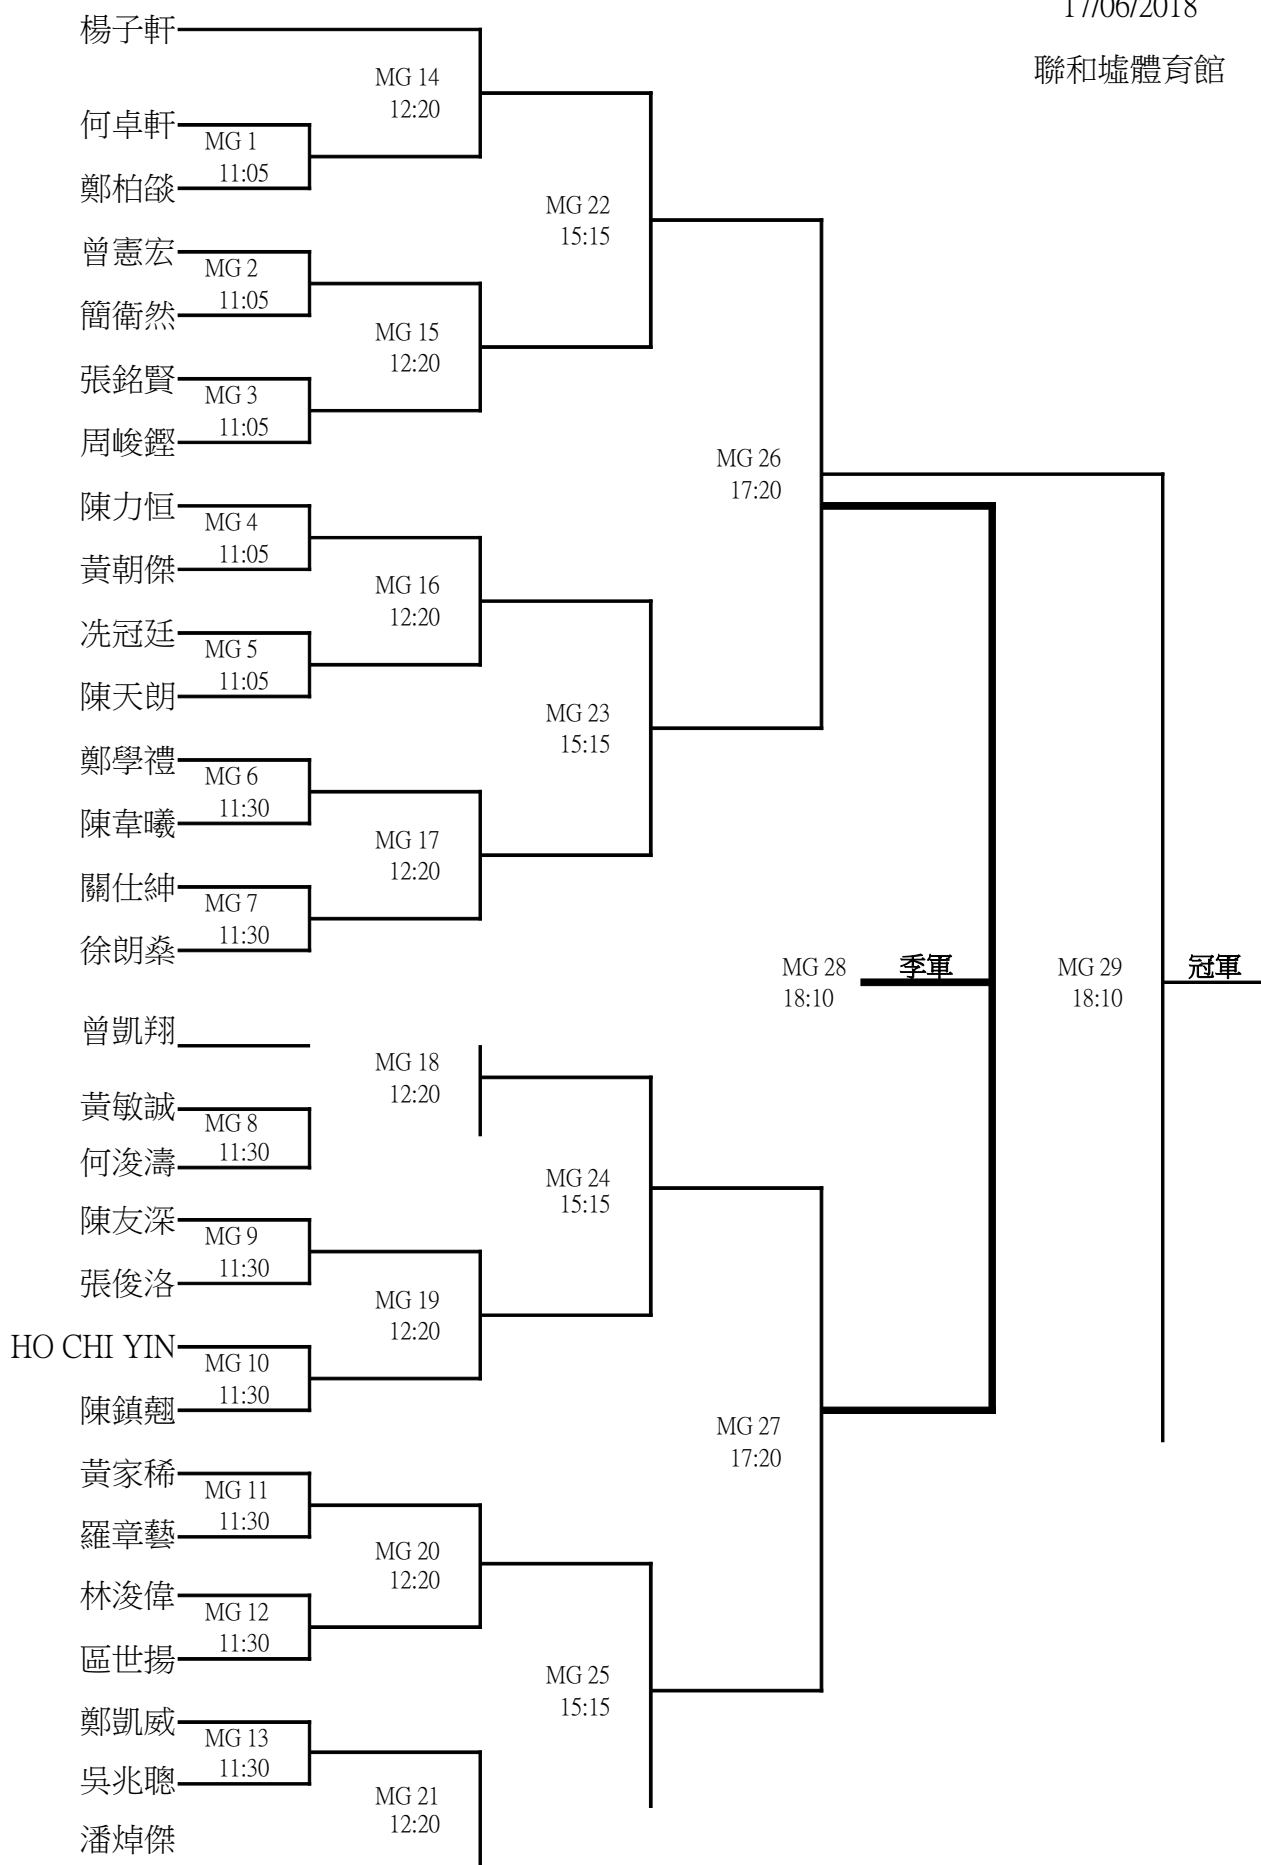 17/06/2018
楊子軒
聯和墟體育館
MG 14
12:20
何卓軒
MG 1
11:05
鄭柏燄
MG 22
15:15
曾憲宏
MG 2
11:05
簡衛然
MG 15
12:20
張銘賢
MG 3
11:05
周峻鏗
MG 26
17:20
陳力恒
MG 4
11:05
黃朝傑
MG 16
12:20
冼冠廷
MG 5
11:05
陳天朗
MG 23
15:15
鄭學禮
MG 6
11:30
陳韋曦
MG 17
12:20
關仕紳
MG 7
11:30
徐朗燊
MG 28 季軍
18:10
MG 29 冠軍
18:10
曾凱翔
MG 18
12:20
黃敏誠
MG 8
11:30
何浚濤
MG 24
15:15
陳友深
MG 9
11:30
張俊洛
MG 19
12:20
HO CHI YIN
MG 10
11:30
陳鎮翹
MG 27
17:20
黃家稀
MG 11
11:30
羅章藝
MG 20
12:20
林浚偉
MG 12
11:30
區世揚
MG 25
15:15
鄭凱威
MG 13
11:30
吳兆聰
MG 21
12:20
潘焯傑